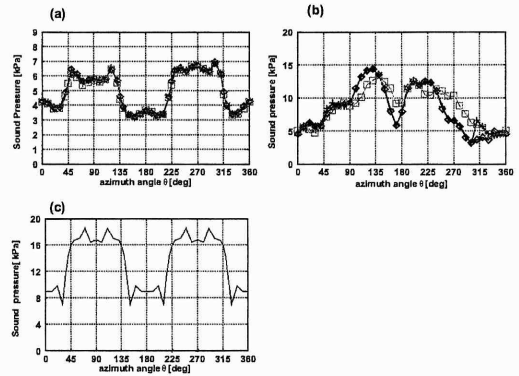 (a)
Sound Pressure [kPa]
9
8
7
6
5
4
3
2
1
0
0 45 90 135 180 225 270 315 360
azimuth angle θ [deg]
(b)
Sound pressure [kPa]
20
15
10
5
0
0 45 90 135 180 225 270 315 360
azimuth angle θ [deg]
(c)
Sound pressure[ kPa]
20
16
12
8
4
0
0 45 90 135 180 225 270 315 360
azimuth angle θ [deg]